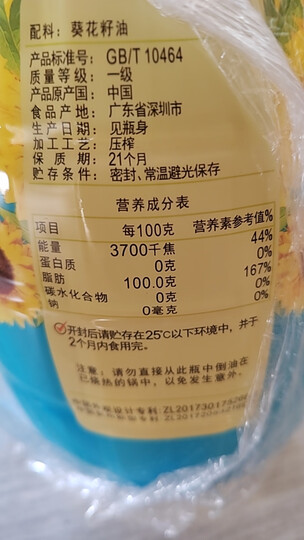 配料: 葵花籽油
产品标准号: GB/T 10464
质量等级: 一级
产品原产国: 中国
食品产地: 广东省深圳市
生产日期: 见瓶身
加工工艺: 压榨
保质期: 21个月
贮存条件: 密封、常温避光保存
营养成分表
项目 每100克 营养素参考值%
能量 3700千焦 44%
蛋白质 0克 0%
脂肪 100.0克 167%
碳水化合物 0克 0%
钠 0毫克 0%
开封后请贮存在25℃以下环境中，并于
2个月内食用完。
注意: 请勿直接从此瓶中倒油在
已烧热的锅中，以免发生意外。